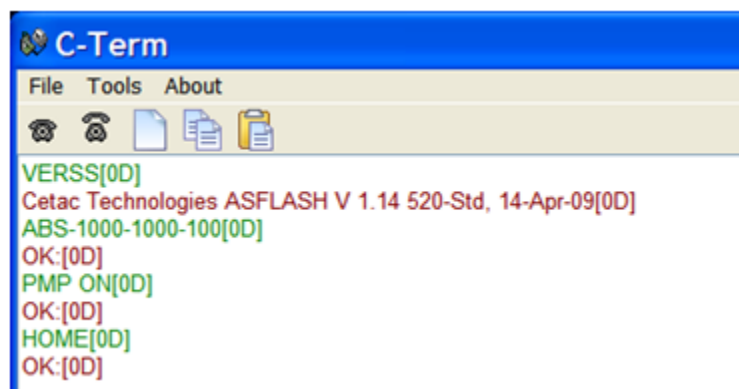 C-Term
File Tools About
VERSS[0D]
Cetac Technologies ASFLASH V 1.14 520-Std, 14-Apr-09[0D]
ABS-1000-1000-100[0D]
OK:[0D]
PMP ON[0D]
OK:[0D]
HOME[0D]
OK:[0D]